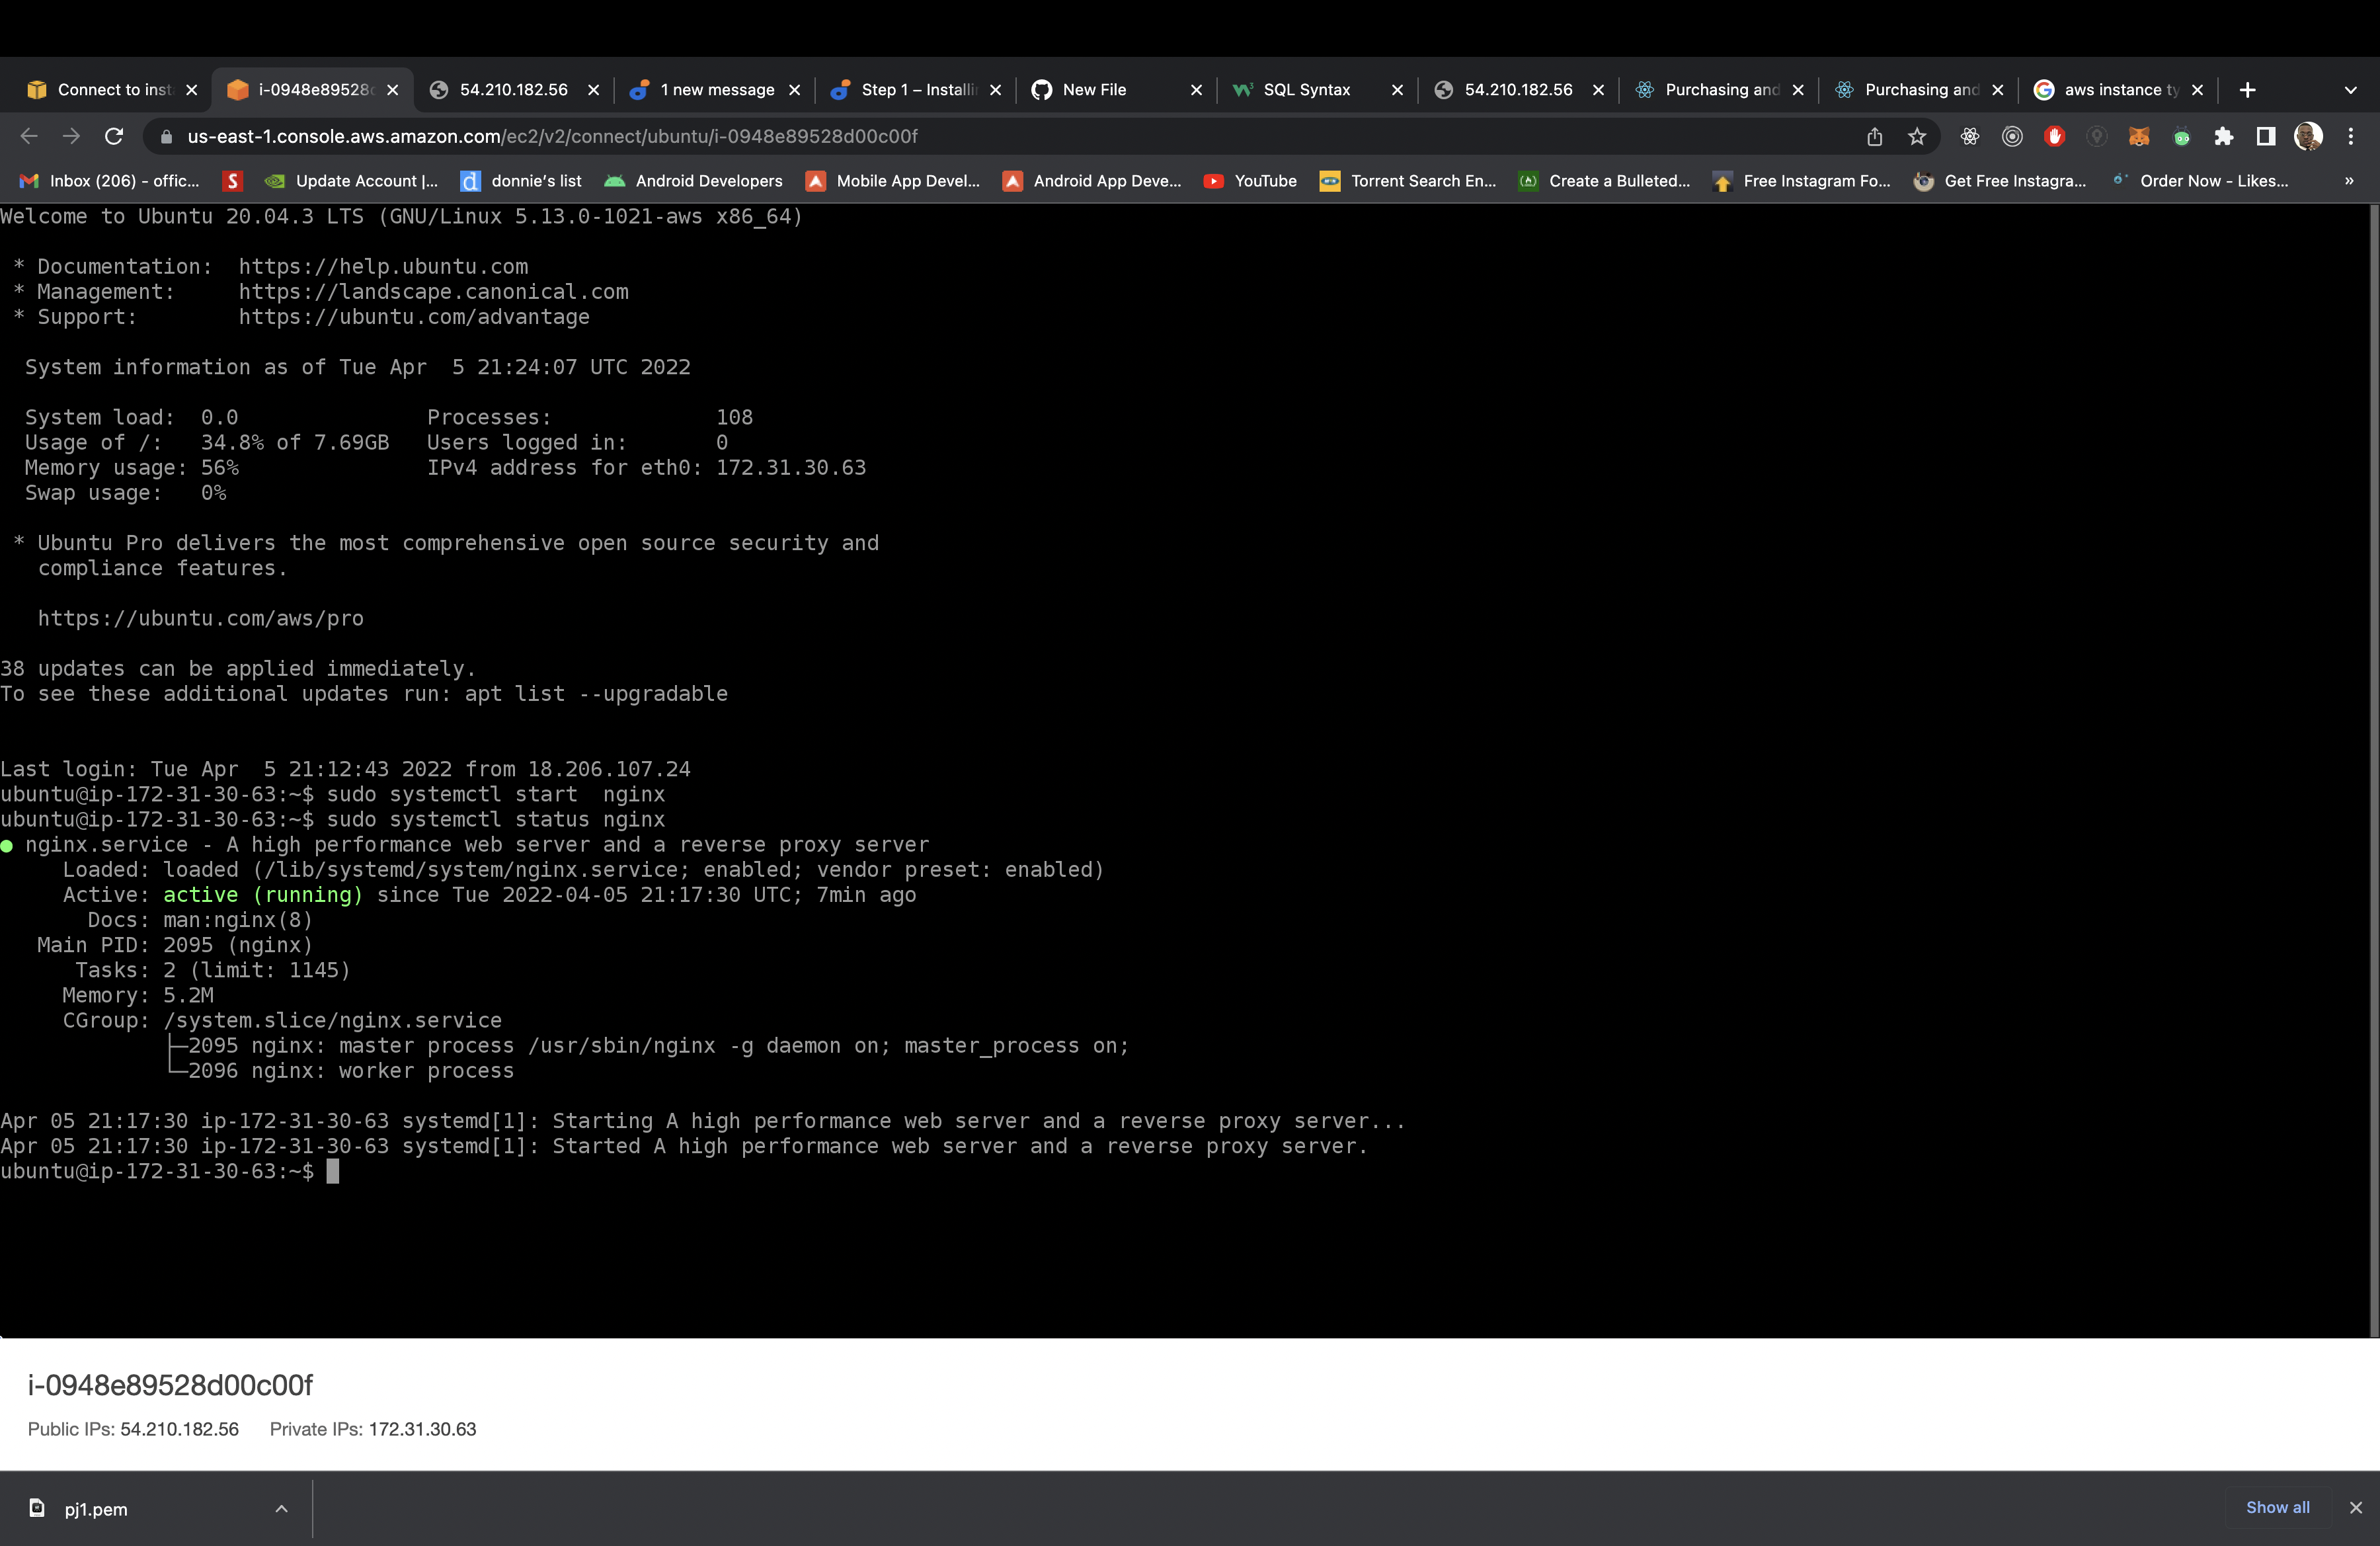 Connect to inst
i-0948e89528d
54.210.182.56
1 new message
Step 1 – Installi
New File
SQL Syntax
54.210.182.56
Purchasing and
Purchasing and
aws instance ty
us-east-1.console.aws.amazon.com/ec2/v2/connect/ubuntu/i-0948e89528d00c00f
Inbox (206) - offic...
Update Account |...
donnie's list
Android Developers
Mobile App Devel...
Android App Deve...
YouTube
Torrent Search En...
Create a Bulleted...
Free Instagram Fo...
Get Free Instagra...
Order Now - Likes...
Welcome to Ubuntu 20.04.3 LTS (GNU/Linux 5.13.0-1021-aws x86_64)
* Documentation:  https://help.ubuntu.com
* Management:     https://landscape.canonical.com
* Support:        https://ubuntu.com/advantage
System information as of Tue Apr  5 21:24:07 UTC 2022
System load:  0.0               Processes:             108
Usage of /:   34.8% of 7.69GB   Users logged in:       0
Memory usage: 56%               IPv4 address for eth0: 172.31.30.63
Swap usage:   0%
* Ubuntu Pro delivers the most comprehensive open source security and
compliance features.
https://ubuntu.com/aws/pro
38 updates can be applied immediately.
To see these additional updates run: apt list --upgradable
Last login: Tue Apr  5 21:12:43 2022 from 18.206.107.24
ubuntu@ip-172-31-30-63:~$ sudo systemctl start  nginx
ubuntu@ip-172-31-30-63:~$ sudo systemctl status nginx
● nginx.service - A high performance web server and a reverse proxy server
Loaded: loaded (/lib/systemd/system/nginx.service; enabled; vendor preset: enabled)
Active: active (running) since Tue 2022-04-05 21:17:30 UTC; 7min ago
Docs: man:nginx(8)
Main PID: 2095 (nginx)
Tasks: 2 (limit: 1145)
Memory: 5.2M
CGroup: /system.slice/nginx.service
├─2095 nginx: master process /usr/sbin/nginx -g daemon on; master_process on;
└─2096 nginx: worker process
Apr 05 21:17:30 ip-172-31-30-63 systemd[1]: Starting A high performance web server and a reverse proxy server...
Apr 05 21:17:30 ip-172-31-30-63 systemd[1]: Started A high performance web server and a reverse proxy server.
ubuntu@ip-172-31-30-63:~$
i-0948e89528d00c00f
Public IPs: 54.210.182.56    Private IPs: 172.31.30.63
pj1.pem
Show all